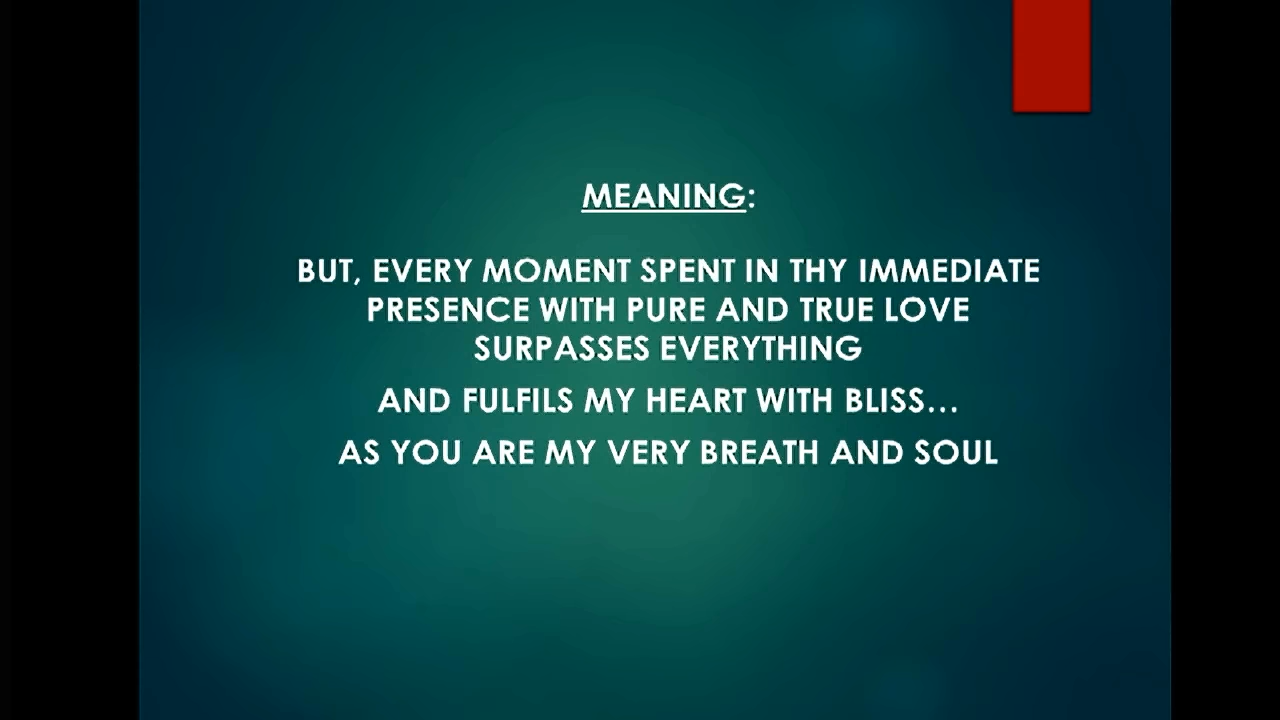 MEANING:
BUT, EVERY MOMENT SPENT IN THY IMMEDIATE
PRESENCE WITH PURE AND TRUE LOVE
SURPASSES EVERYTHING
AND FULFILS MY HEART WITH BLISS...
AS YOU ARE MY VERY BREATH AND SOUL